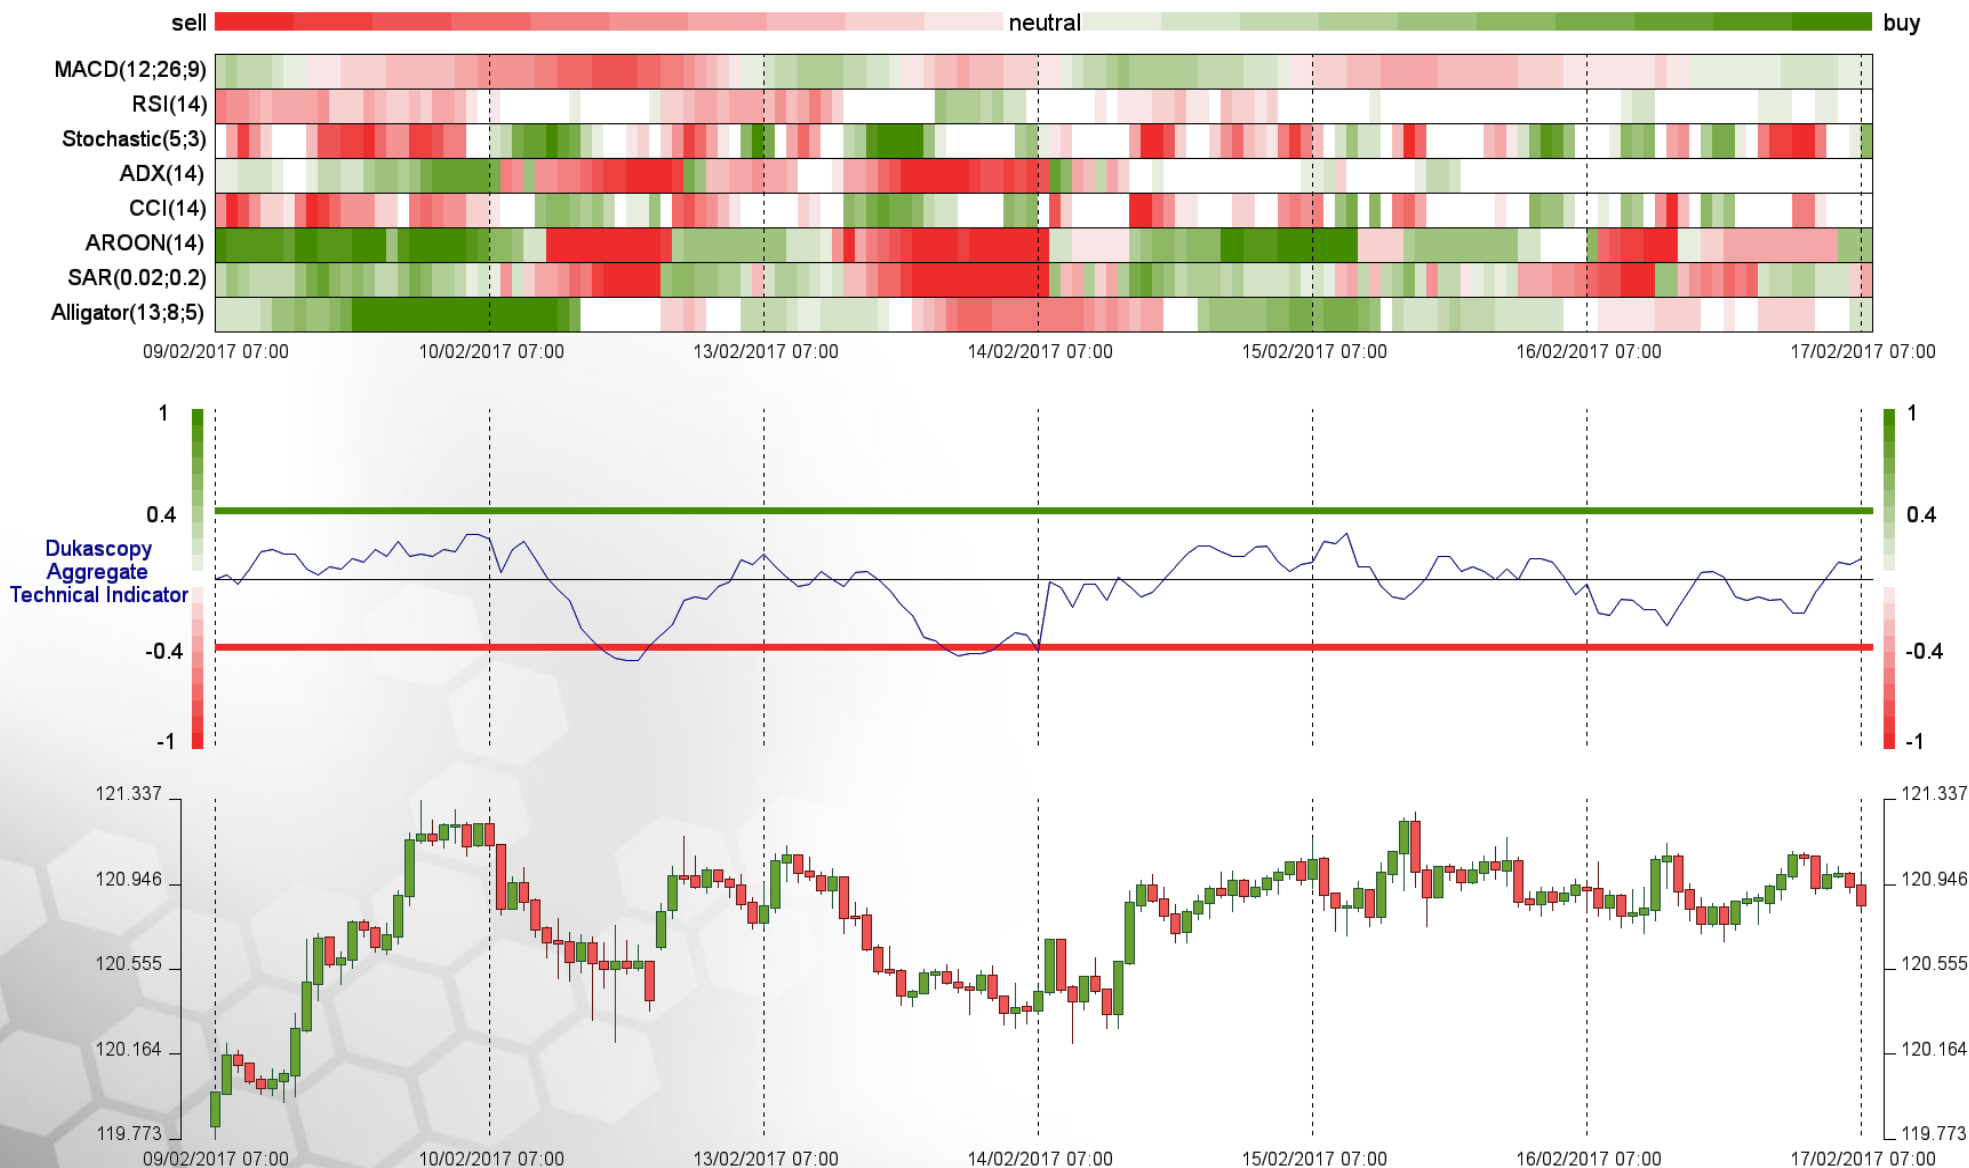 sell neutral buy
MACD(12;26;9)
RSI(14)
Stochastic(5;3)
ADX(14)
CCI(14)
AROON(14)
SAR(0.02;0.2)
Alligator(13;8;5)
09/02/2017 07:00 10/02/2017 07:00 13/02/2017 07:00 14/02/2017 07:00 15/02/2017 07:00 16/02/2017 07:00 17/02/2017 07:00
1 1
0.4 0.4
Dukascopy
Aggregate
Technical Indicator
-0.4 -0.4
-1 -1
121.337 121.337
120.946 120.946
120.555 120.555
120.164 120.164
119.773 119.773
09/02/2017 07:00 10/02/2017 07:00 13/02/2017 07:00 14/02/2017 07:00 15/02/2017 07:00 16/02/2017 07:00 17/02/2017 07:00